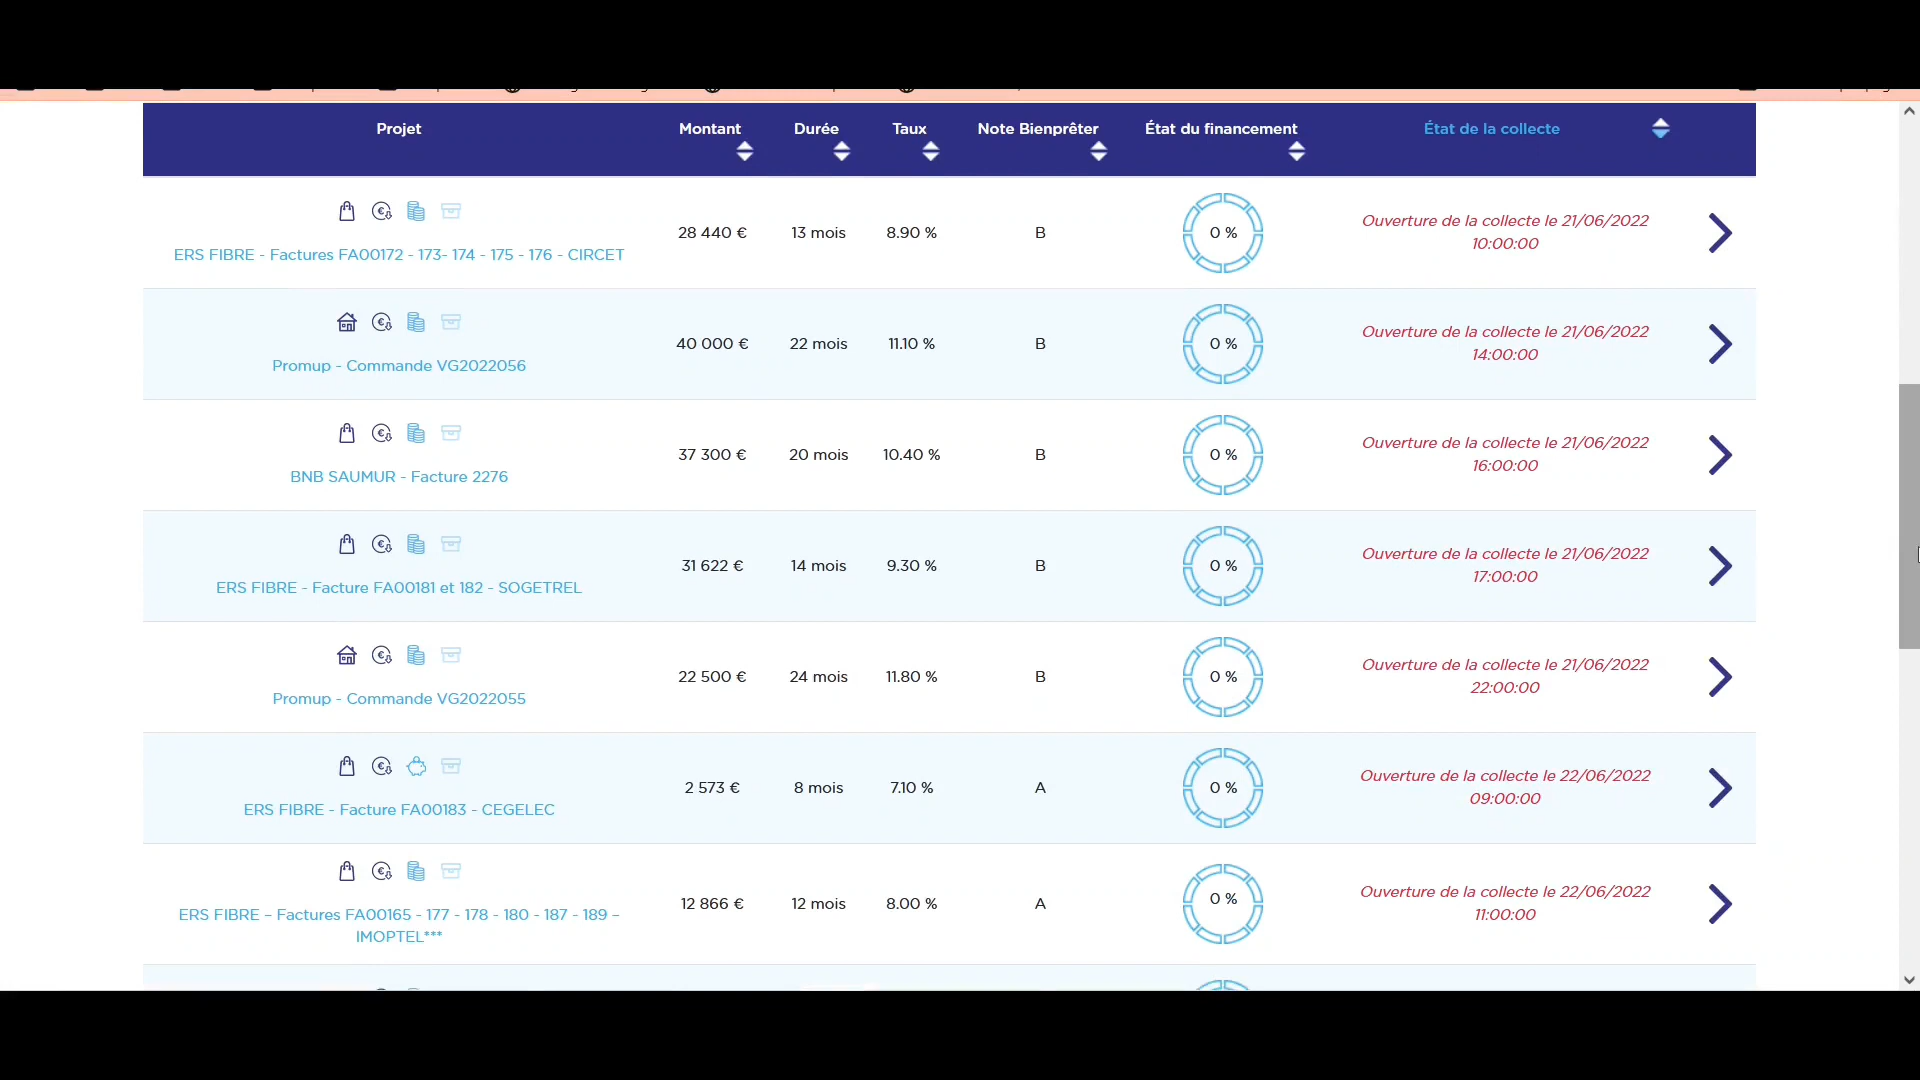 Projet Montant Durée Taux Note Bienprêter État du financement État de la collecte
ERS FIBRE - Factures FA00172 - 173- 174 - 175 - 176 - CIRCET
28 440 € 13 mois 8.90 % B 0 %
Ouverture de la collecte le 21/06/2022
10:00:00
Promup - Commande VG2022056
40 000 € 22 mois 11.10 % B 0 %
Ouverture de la collecte le 21/06/2022
14:00:00
BNB SAUMUR - Facture 2276
37 300 € 20 mois 10.40 % B 0 %
Ouverture de la collecte le 21/06/2022
16:00:00
ERS FIBRE - Facture FA00181 et 182 - SOGETREL
31 622 € 14 mois 9.30 % B 0 %
Ouverture de la collecte le 21/06/2022
17:00:00
Promup - Commande VG2022055
22 500 € 24 mois 11.80 % B 0 %
Ouverture de la collecte le 21/06/2022
22:00:00
ERS FIBRE - Facture FA00183 - CEGELEC
2 573 € 8 mois 7.10 % A 0 %
Ouverture de la collecte le 22/06/2022
09:00:00
ERS FIBRE – Factures FA00165 - 177 - 178 - 180 - 187 - 189 –
IMOPTEL***
12 866 € 12 mois 8.00 % A 0 %
Ouverture de la collecte le 22/06/2022
11:00:00